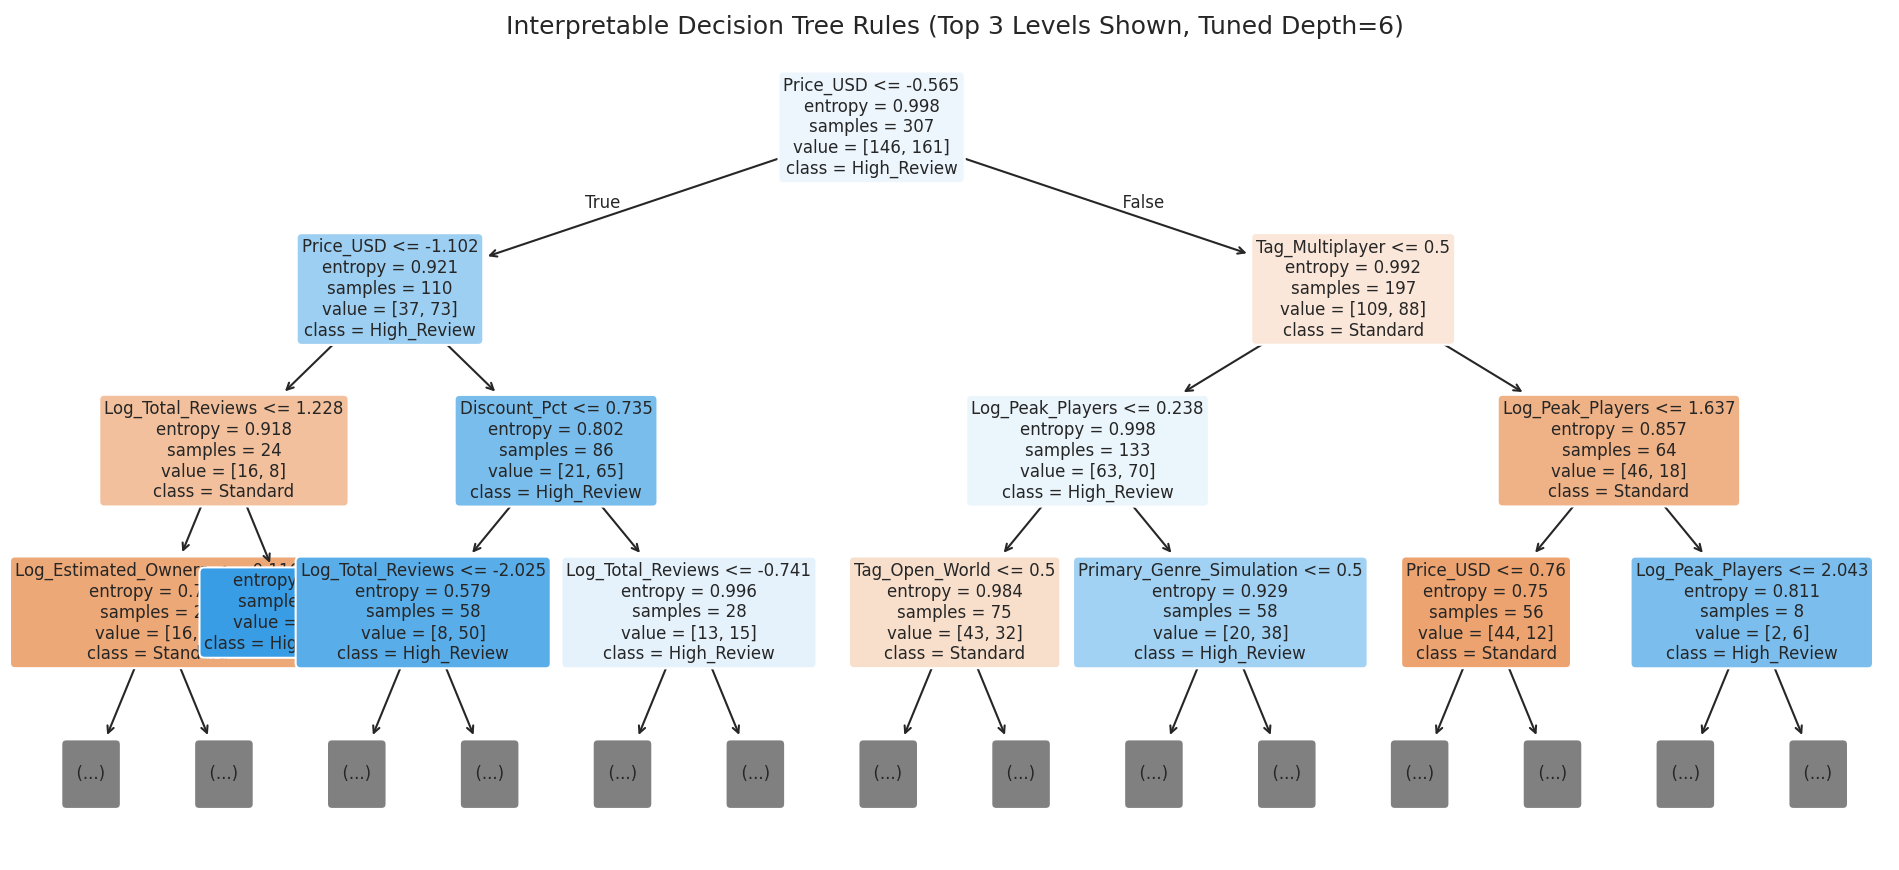 Interpretable Decision Tree Rules (Top 3 Levels Shown, Tuned Depth=6)
Price_USD <= -0.565
entropy = 0.998
samples = 307
value = [146, 161]
class = High_Review
True
False
Price_USD <= -1.102
entropy = 0.921
samples = 110
value = [37, 73]
class = High_Review
Tag_Multiplayer <= 0.5
entropy = 0.992
samples = 197
value = [109, 88]
class = Standard
Log_Total_Reviews <= 1.228
entropy = 0.918
samples = 24
value = [16, 8]
class = Standard
Discount_Pct <= 0.735
entropy = 0.802
samples = 86
value = [21, 65]
class = High_Review
Log_Peak_Players <= 0.238
entropy = 0.998
samples = 133
value = [63, 70]
class = High_Review
Log_Peak_Players <= 1.637
entropy = 0.857
samples = 64
value = [46, 18]
class = Standard
entropy =
samples =
value = [16,
class =
entropy
value =
class =
Log_Total_Reviews <= -2.025
entropy = 0.579
samples = 58
value = [8, 50]
class = High_Review
Log_Total_Reviews <= -0.741
entropy = 0.996
samples = 28
value = [13, 15]
class = High_Review
Tag_Open_World <= 0.5
entropy = 0.984
samples = 75
value = [43, 32]
class = Standard
Primary_Genre_Simulation <= 0.5
entropy = 0.929
samples = 58
value = [20, 38]
class = High_Review
Price_USD <= 0.76
entropy = 0.75
samples = 56
value = [44, 12]
class = Standard
Log_Peak_Players <= 2.043
entropy = 0.811
samples = 8
value = [2, 6]
class = High_Review
(...)
(...)
(...)
(...)
(...)
(...)
(...)
(...)
(...)
(...)
(...)
(...)
(...)
(...)